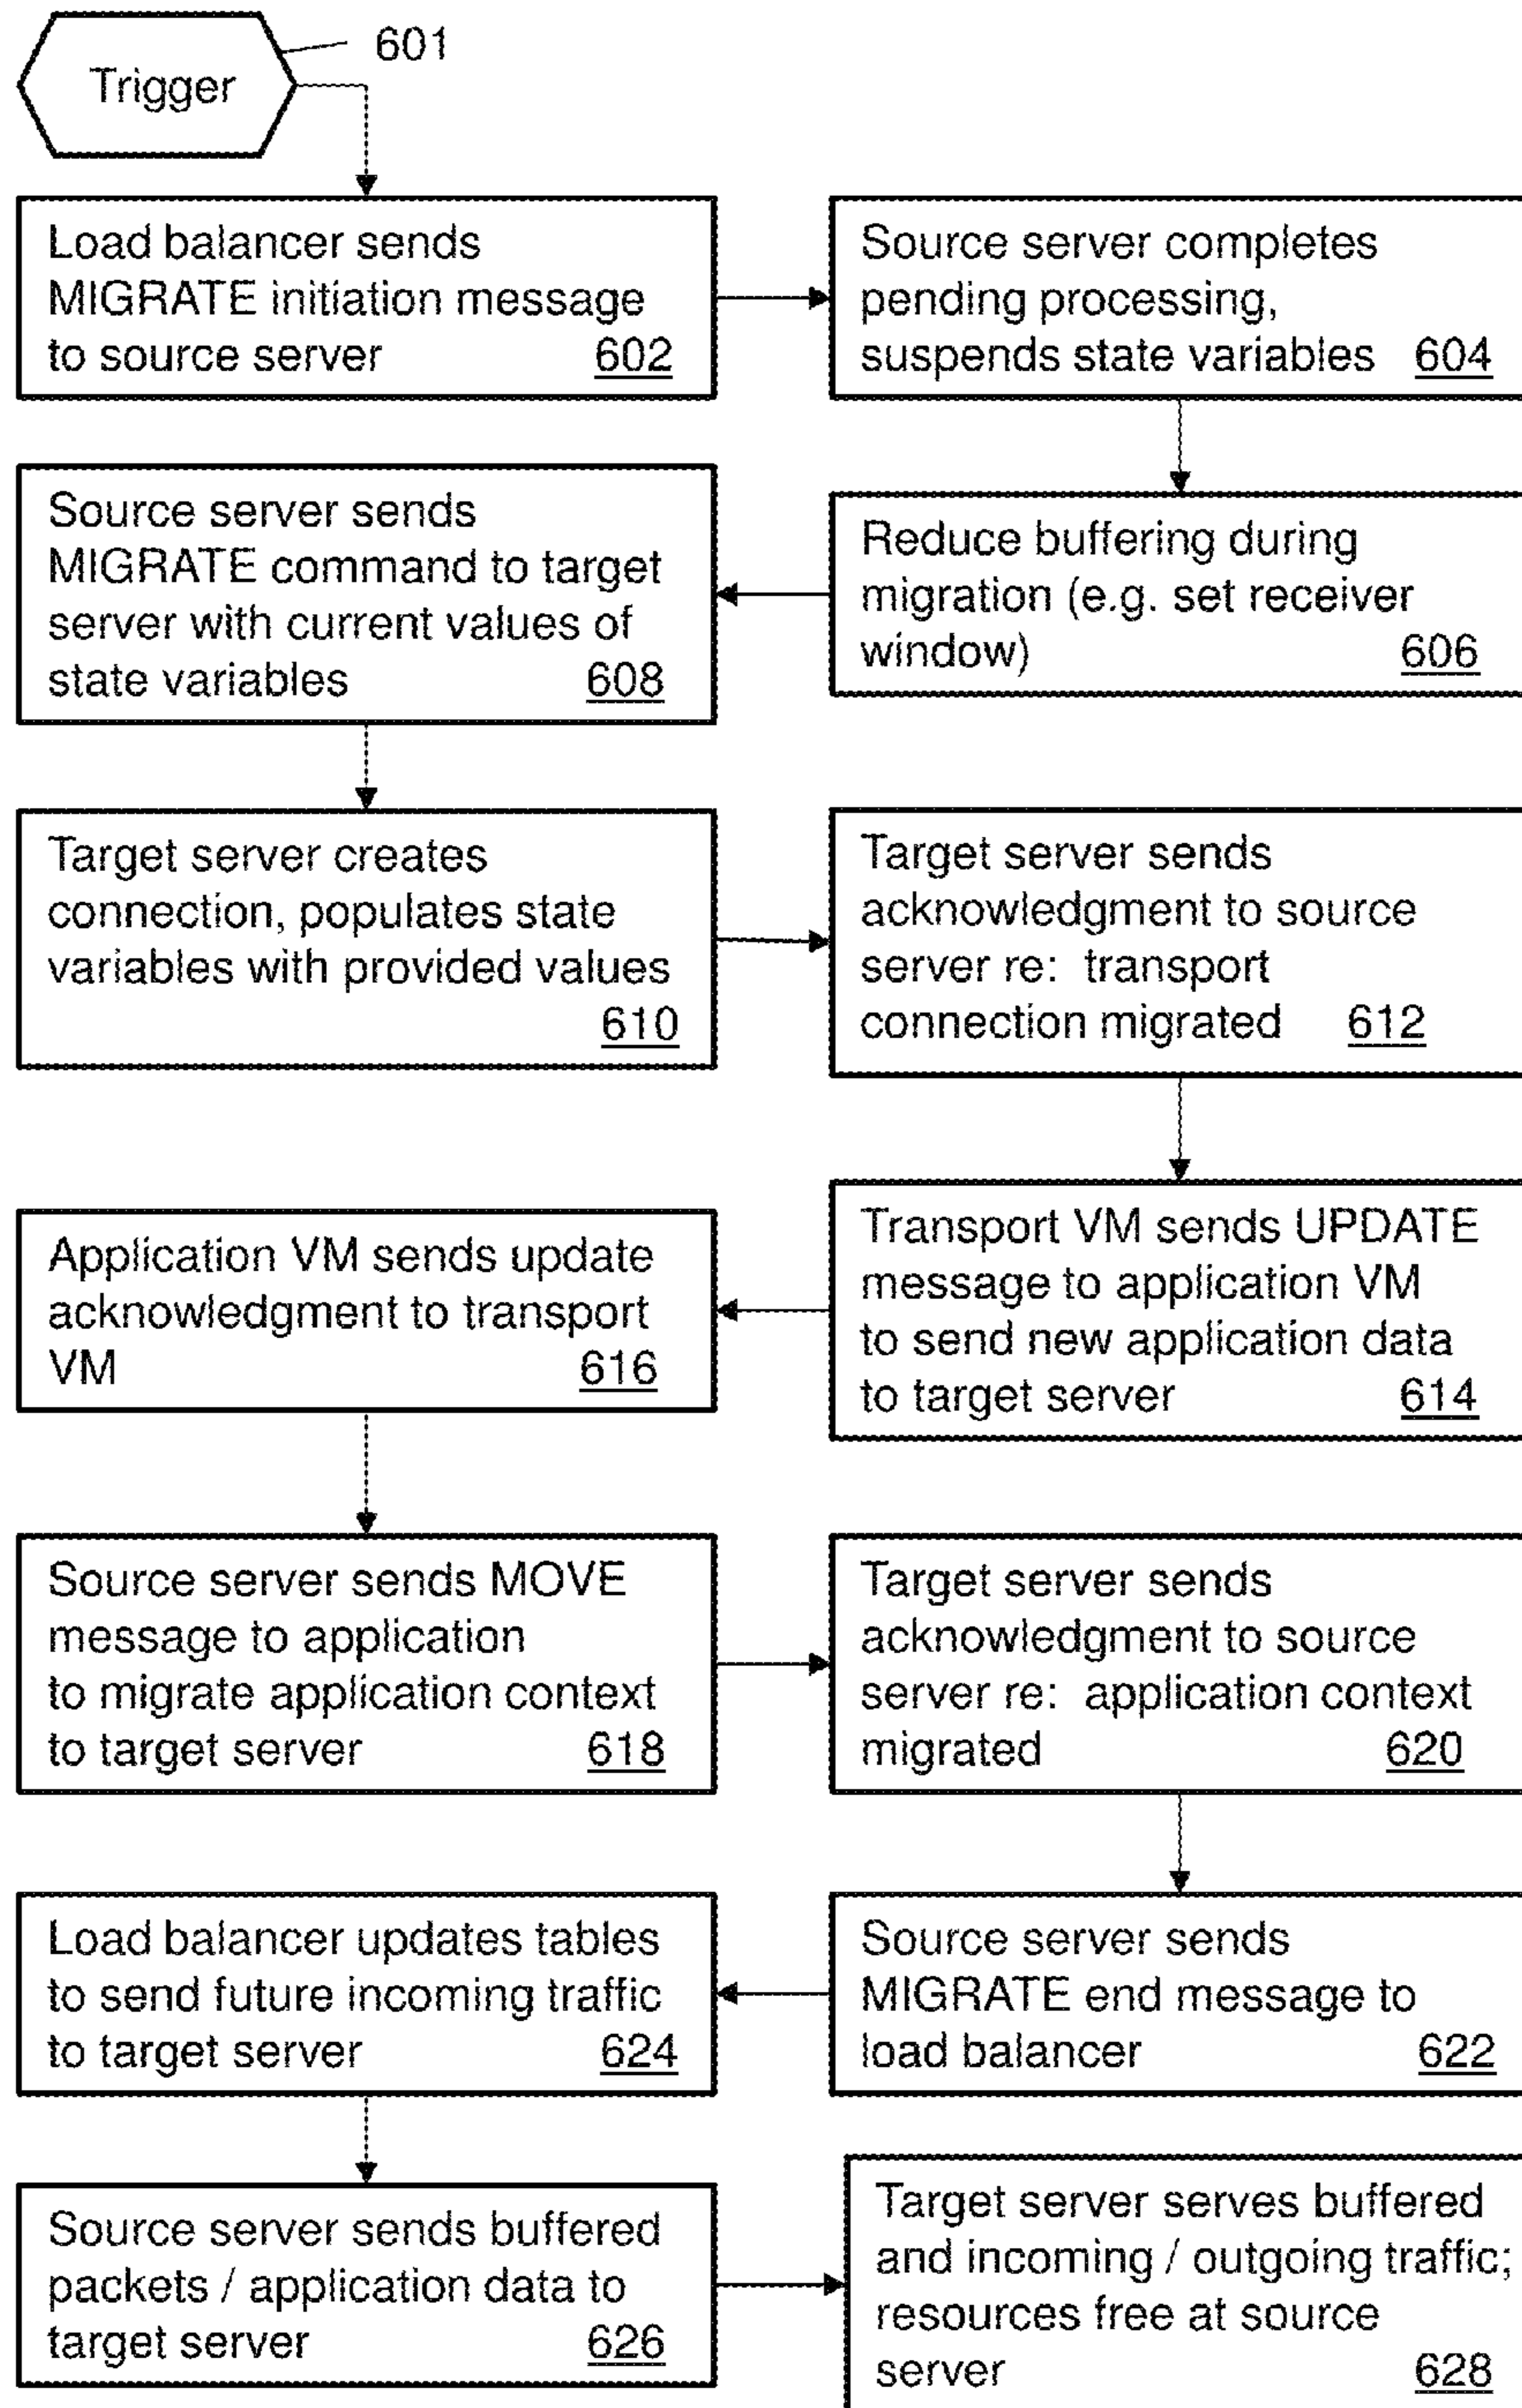 601
Trigger
Load balancer sends
MIGRATE initiation message
to source server 602
Source server completes
pending processing,
suspends state variables 604
Reduce buffering during
migration (e.g. set receiver
window) 606
Source server sends
MIGRATE command to target
server with current values of
state variables 608
Target server creates
connection, populates state
variables with provided values
610
Target server sends
acknowledgment to source
server re: transport
connection migrated 612
Transport VM sends UPDATE
message to application VM
to send new application data
to target server 614
Application VM sends update
acknowledgment to transport
VM 616
Source server sends MOVE
message to application
to migrate application context
to target server 618
Target server sends
acknowledgment to source
server re: application context
migrated 620
Source server sends
MIGRATE end message to
load balancer 622
Load balancer updates tables
to send future incoming traffic
to target server 624
Source server sends buffered
packets / application data to
target server 626
Target server serves buffered
and incoming / outgoing traffic;
resources free at source
server 628